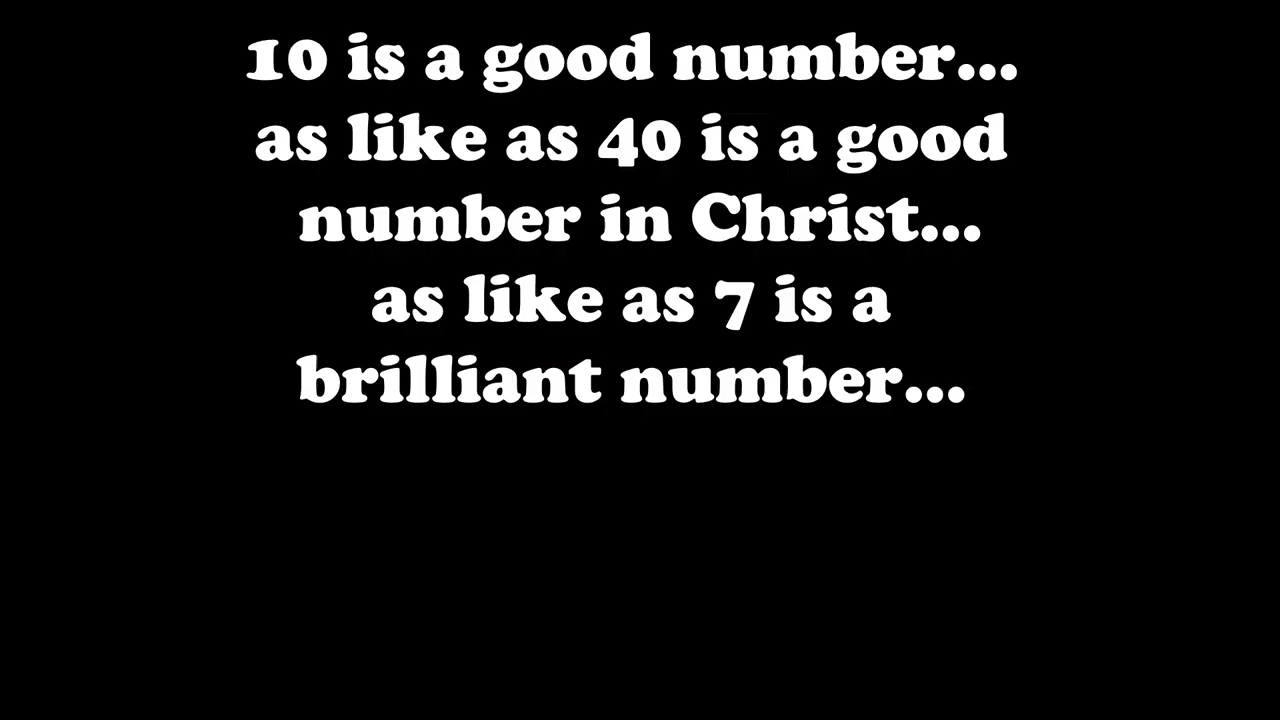 10 is a good number...
as like as 40 is a good
number in Christ...
as like as 7 is a
brilliant number...